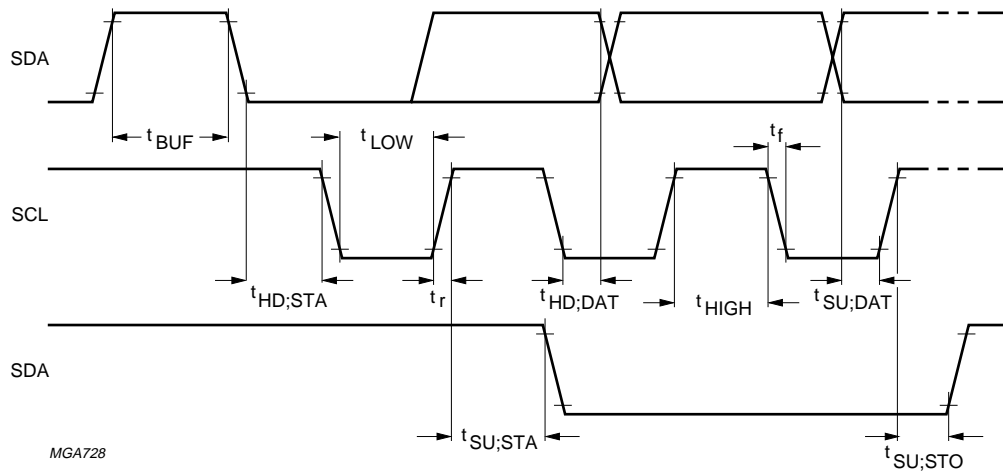 SDA
t BUF
t LOW
t f
SCL
t HD;STA
t r
t HD;DAT
t HIGH
t SU;DAT
SDA
t SU;STA
t SU;STO
MGA728